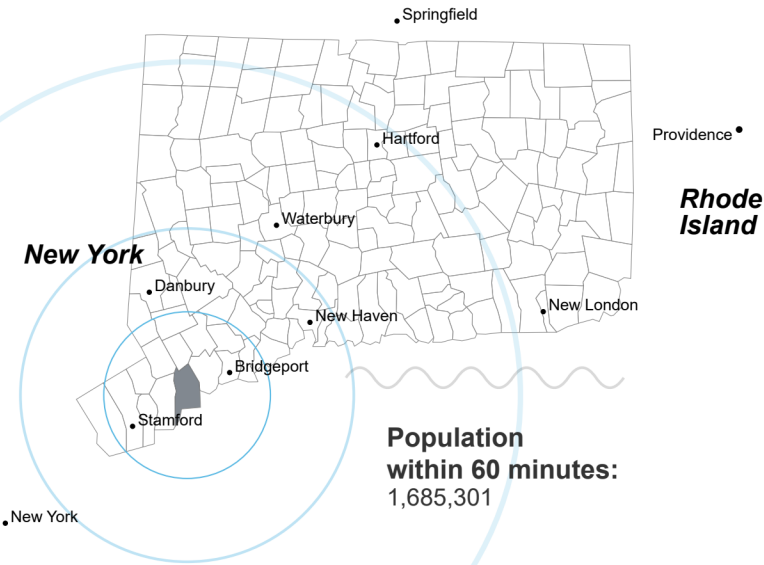 Springfield
Hartford
Providence
Rhode
Island
Waterbury
New York
Danbury
New London
New Haven
Bridgeport
Stamford
Population
within 60 minutes:
1,685,301
New York